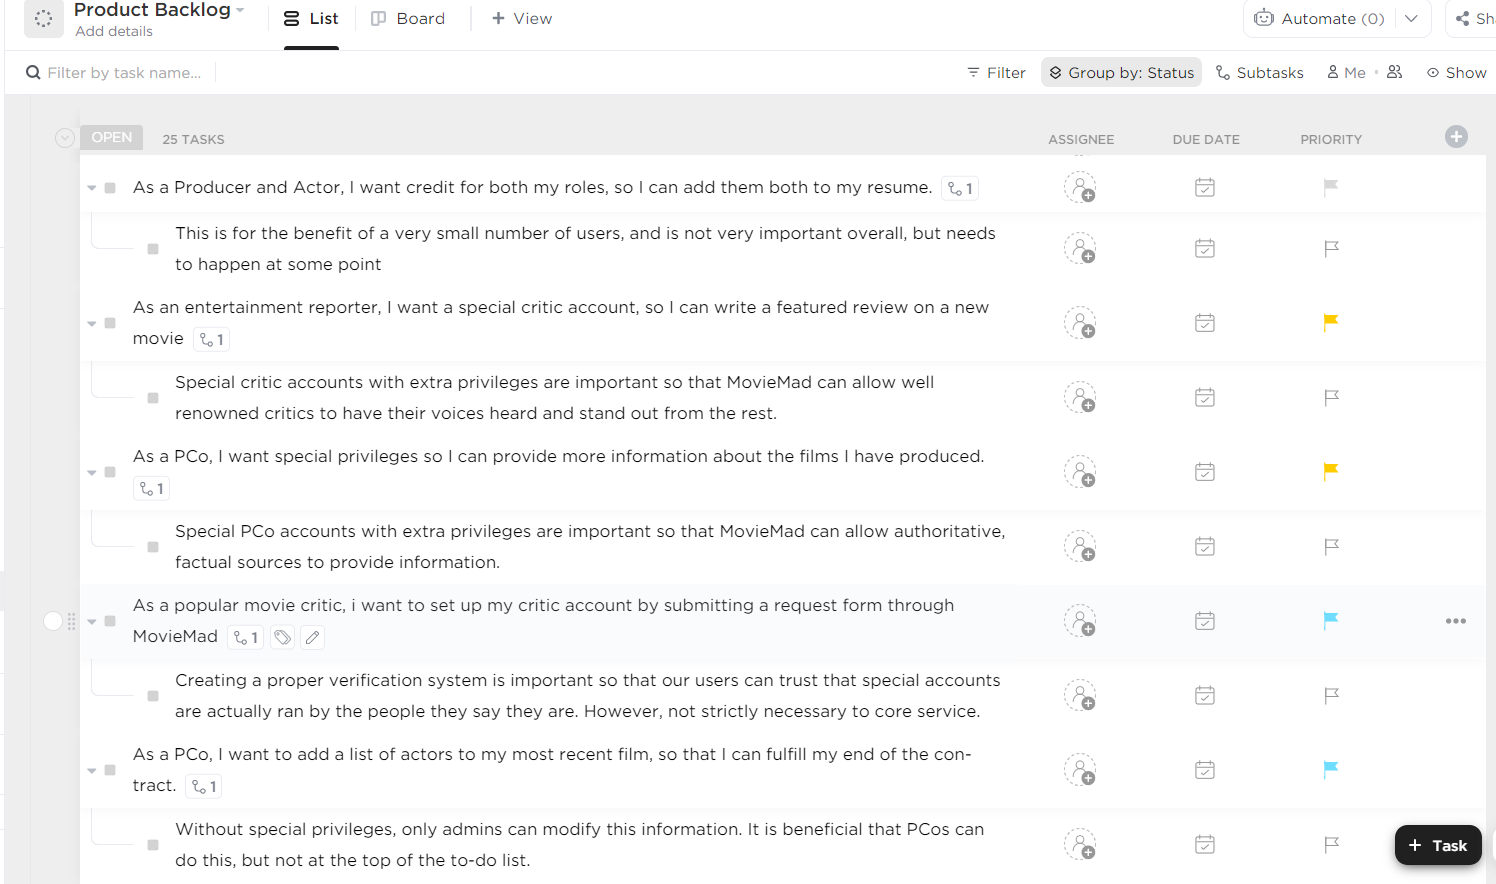 Product Backlog
Add details
List
Board
+ View
Automate (0)
Sh
Filter by task name...
Filter
Group by: Status
Subtasks
Me
Show
OPEN
25 TASKS
ASSIGNEE
DUE DATE
PRIORITY
As a Producer and Actor, I want credit for both my roles, so I can add them both to my resume. 1
This is for the benefit of a very small number of users, and is not very important overall, but needs
to happen at some point
As an entertainment reporter, I want a special critic account, so I can write a featured review on a new
movie 1
Special critic accounts with extra privileges are important so that MovieMad can allow well
renowned critics to have their voices heard and stand out from the rest.
As a PCo, I want special privileges so I can provide more information about the films I have produced.
1
Special PCo accounts with extra privileges are important so that MovieMad can allow authoritative,
factual sources to provide information.
As a popular movie critic, i want to set up my critic account by submitting a request form through
MovieMad 1
Creating a proper verification system is important so that our users can trust that special accounts
are actually ran by the people they say they are. However, not strictly necessary to core service.
As a PCo, I want to add a list of actors to my most recent film, so that I can fulfill my end of the con-
tract. 1
Without special privileges, only admins can modify this information. It is beneficial that PCos can
do this, but not at the top of the to-do list.
+ Task